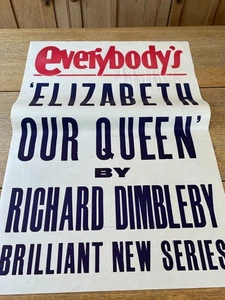 everybody's
'ELIZABETH
OUR QUEEN'
BY
RICHARD DIMBLEBY
BRILLIANT NEW SERIES